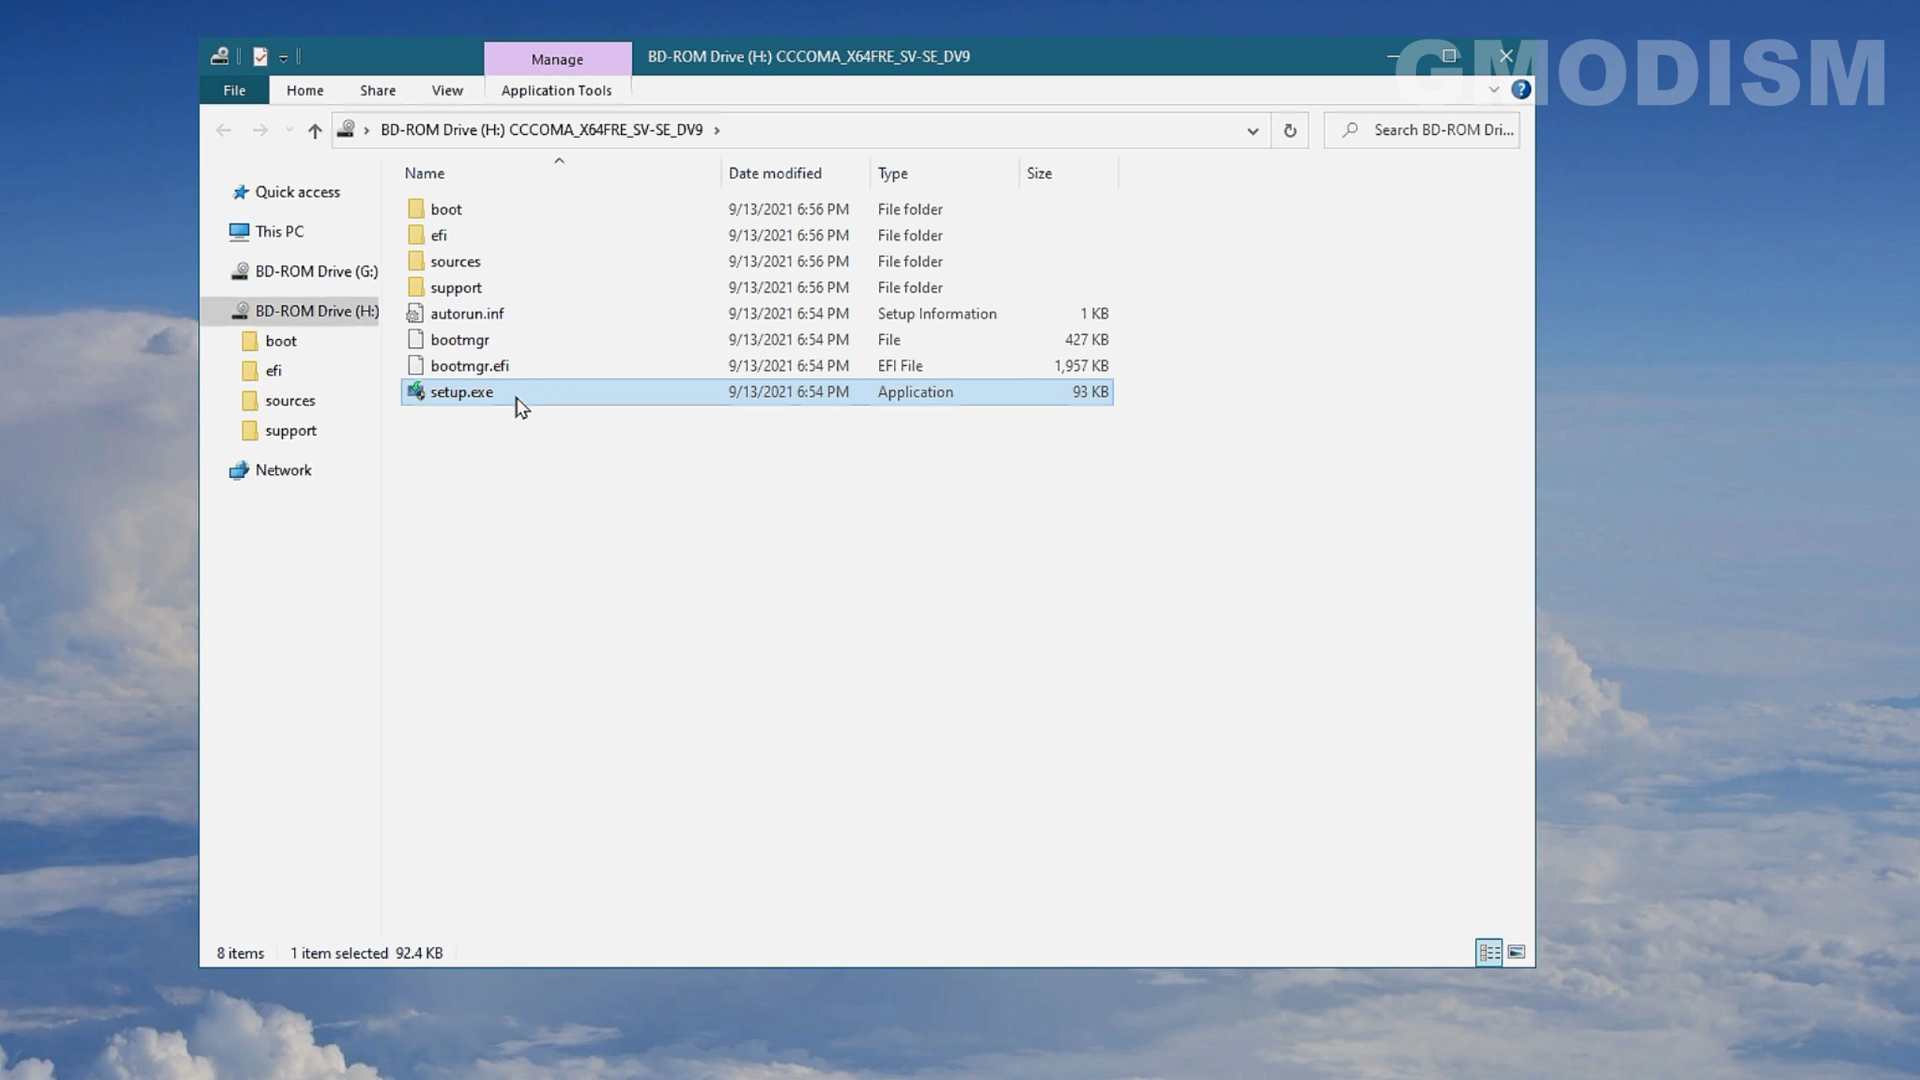 Manage
BD-ROM Drive (H:) CCCOMA_X64FRE_SV-SE_DV9
GMODISM
File
Home
Share
View
Application Tools
?
BD-ROM Drive (H:) CCCOMA_X64FRE_SV-SE_DV9
Search BD-ROM Dri...
Name
Date modified
Type
Size
Quick access
This PC
BD-ROM Drive (G:)
BD-ROM Drive (H:)
boot
efi
sources
support
Network
boot 9/13/2021 6:56 PM File folder
efi 9/13/2021 6:56 PM File folder
sources 9/13/2021 6:56 PM File folder
support 9/13/2021 6:56 PM File folder
autorun.inf 9/13/2021 6:54 PM Setup Information 1 KB
bootmgr 9/13/2021 6:54 PM File 427 KB
bootmgr.efi 9/13/2021 6:54 PM EFI File 1,957 KB
setup.exe 9/13/2021 6:54 PM Application 93 KB
8 items 1 item selected 92.4 KB